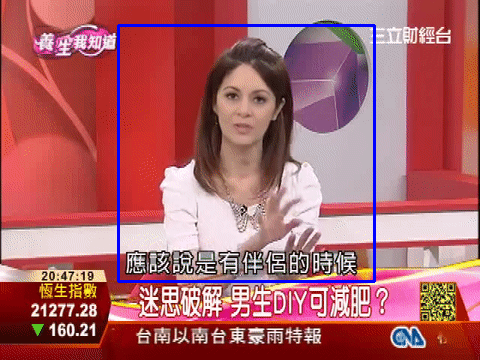 養生我知道
三立財經台
應該說是有伴侶的時候
迷思破解 男生DIY可減肥？
20:47:19
恆生指數
21277.28
▼160.21
台南以南台東豪雨特報
CNA